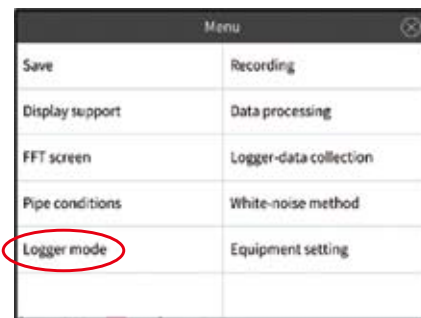 Menu
Save
Recording
Display support
Data processing
FFT screen
Logger-data collection
Pipe conditions
White-noise method
Logger mode
Equipment setting